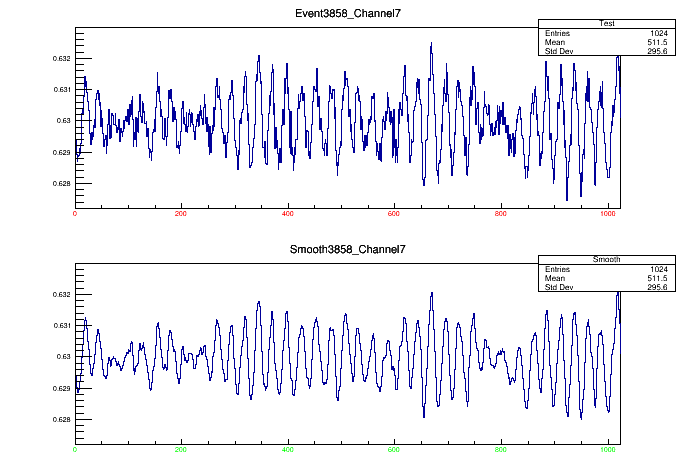 Event3858_Channel7
Test
Entries 1024
Mean 511.5
Std Dev 295.6
0.632
0.631
0.63
0.629
0.628
0 200 400 600 800 1000
Smooth3858_Channel7
Smooth
Entries 1024
Mean 511.5
Std Dev 295.6
0.632
0.631
0.63
0.629
0.628
0 200 400 600 800 1000